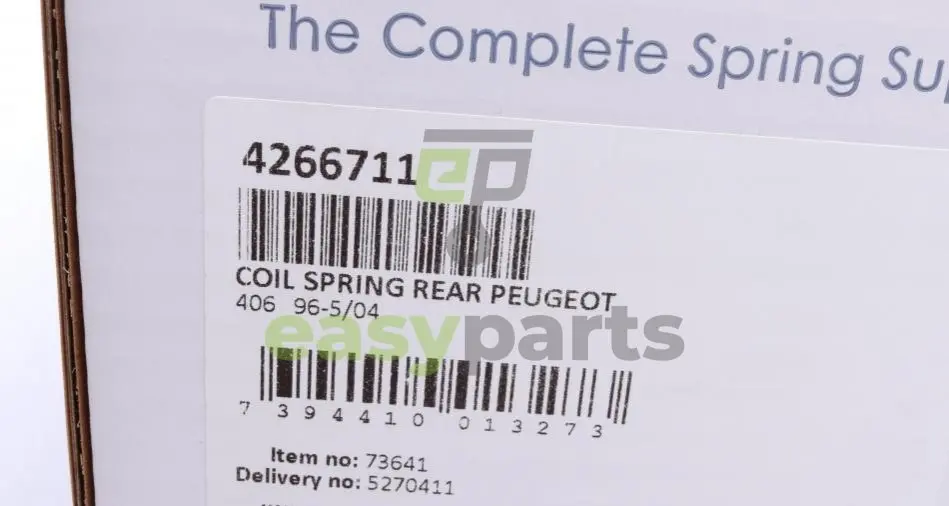 The Complete Spring Su
4266711
ep
COIL SPRING REAR PEUGEOT
406 96-5/04
easyparts
7 394410 013273
Item no: 73641
Delivery no: 5270411